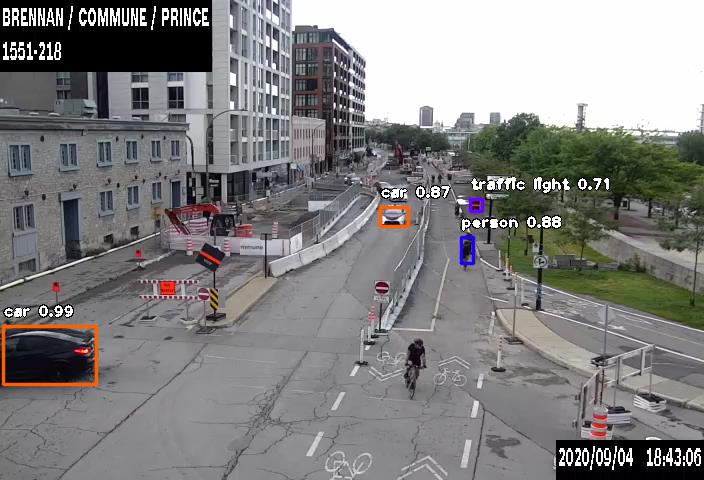 BRENNAN / COMMUNE / PRINCE
1551-218
traffic light 0.71
car 0.87
person 0.88
car 0.99
2020/09/04  18:43:06